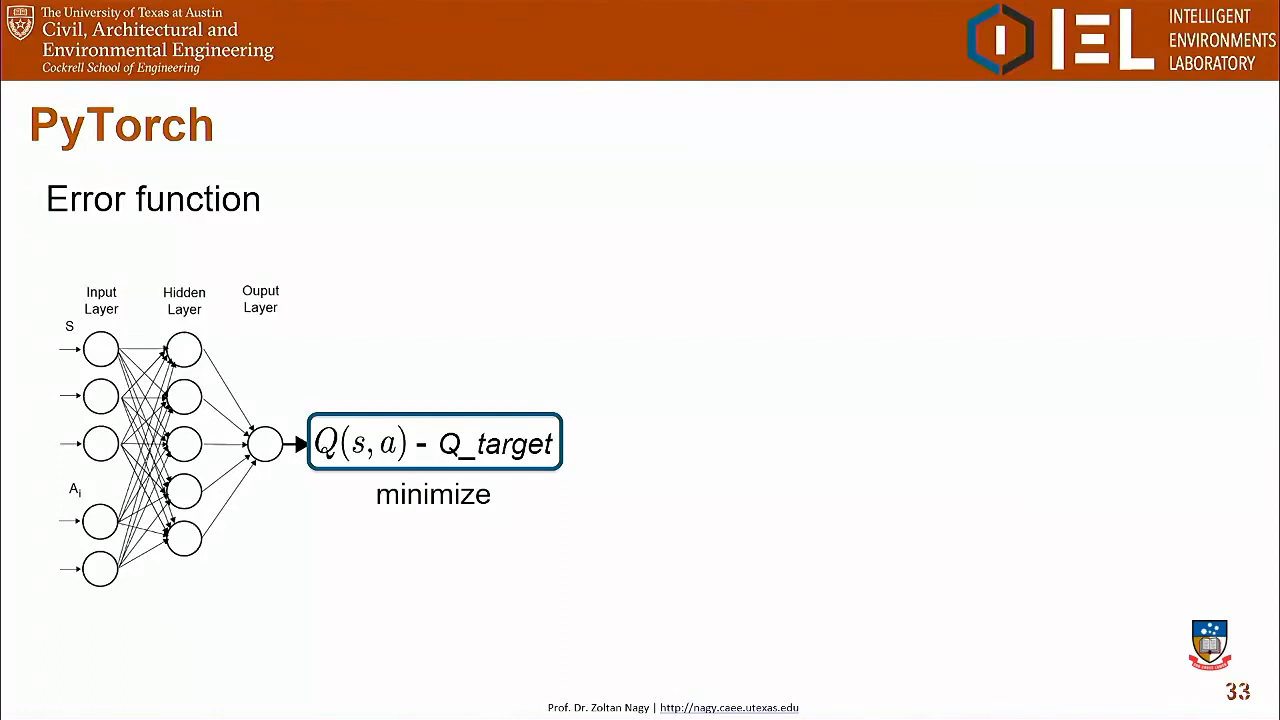 The University of Texas at Austin
Civil, Architectural and
Environmental Engineering
Cockrell School of Engineering
IEL
INTELLIGENT
ENVIRONMENTS
LABORATORY
PyTorch
Error function
Input
Layer
Hidden
Layer
Ouput
Layer
S
A_i
Q(s, a) - Q_target
minimize
33
Prof. Dr. Zoltan Nagy | http://nagy.caee.utexas.edu